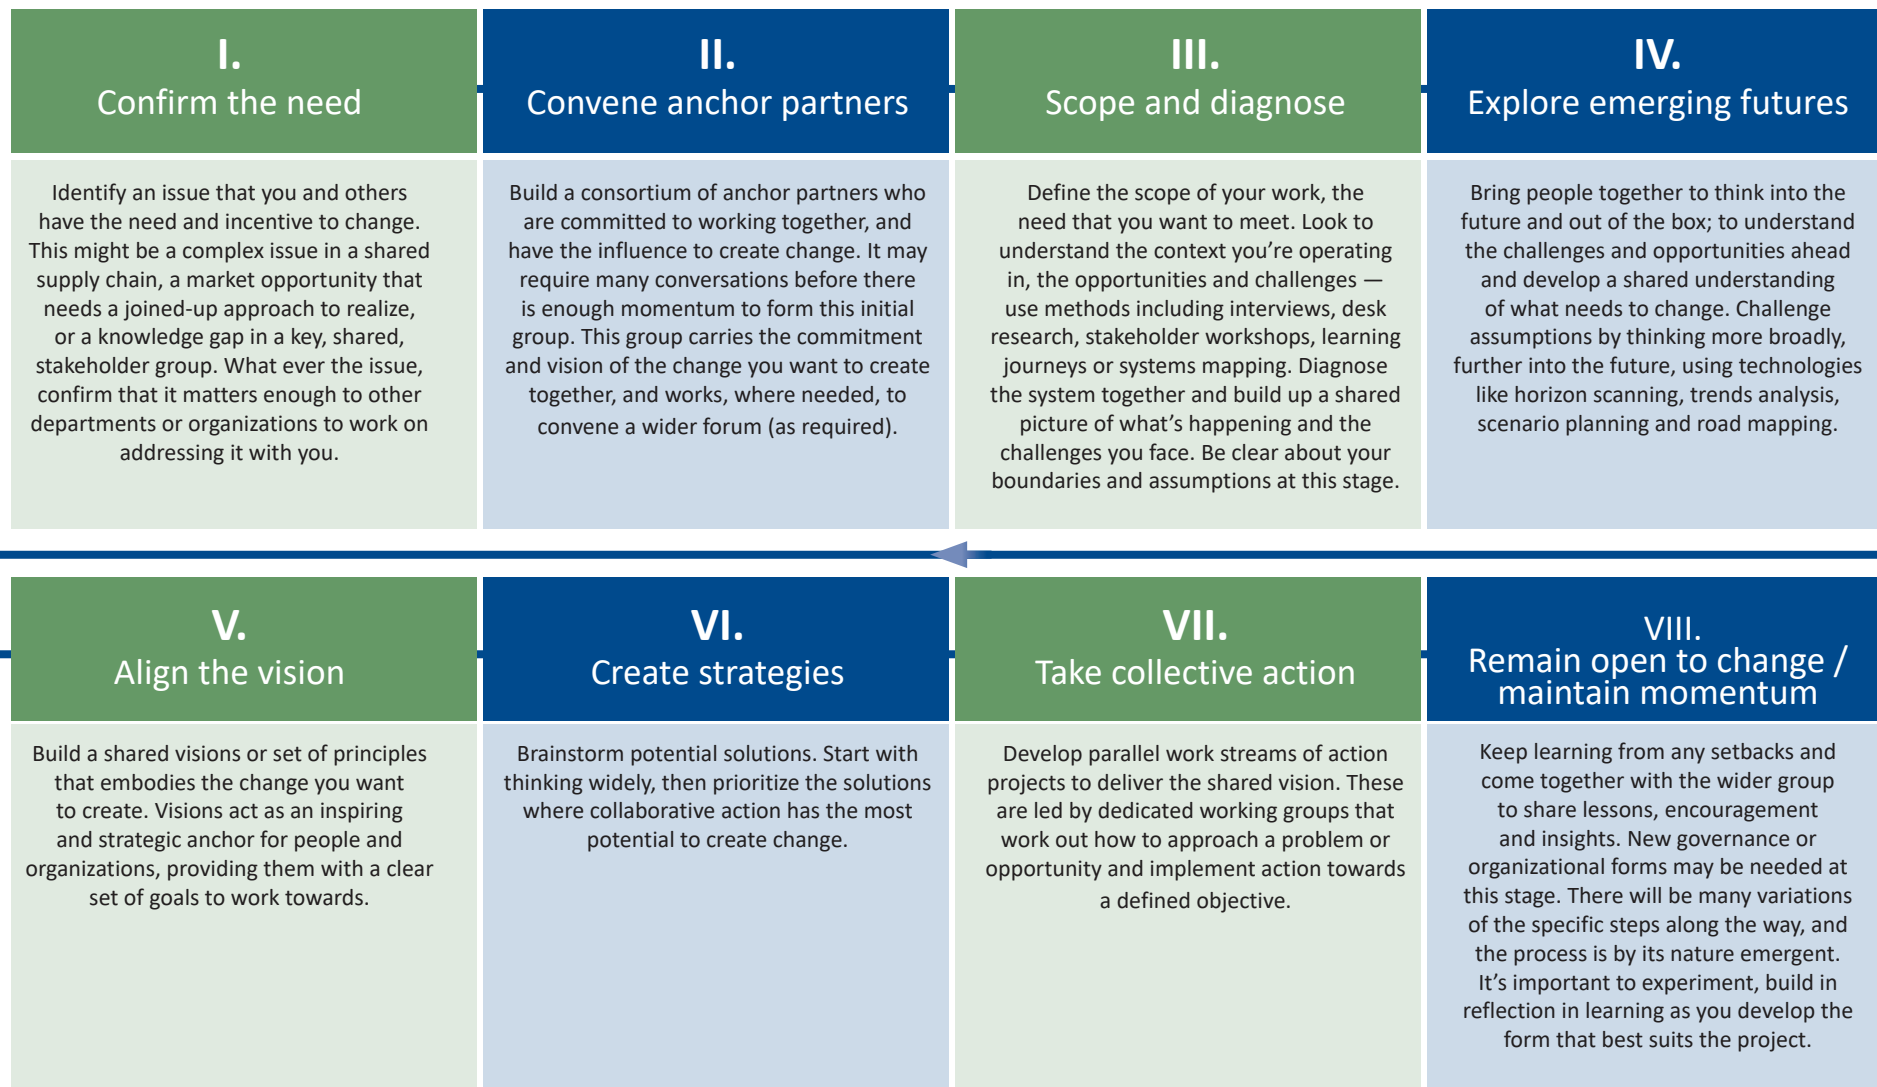 I.
Confirm the need
Identify an issue that you and others
have the need and incentive to change.
This might be a complex issue in a shared
supply chain, a market opportunity that
needs a joined-up approach to realize,
or a knowledge gap in a key, shared,
stakeholder group. What ever the issue,
confirm that it matters enough to other
departments or organizations to work on
addressing it with you.
II.
Convene anchor partners
Build a consortium of anchor partners who
are committed to working together, and
have the influence to create change. It may
require many conversations before there
is enough momentum to form this initial
group. This group carries the commitment
and vision of the change you want to create
together, and works, where needed, to
convene a wider forum (as required).
III.
Scope and diagnose
Define the scope of your work, the
need that you want to meet. Look to
understand the context you’re operating
in, the opportunities and challenges —
use methods including interviews, desk
research, stakeholder workshops, learning
journeys or systems mapping. Diagnose
the system together and build up a shared
picture of what’s happening and the
challenges you face. Be clear about your
boundaries and assumptions at this stage.
IV.
Explore emerging futures
Bring people together to think into the
future and out of the box; to understand
the challenges and opportunities ahead
and develop a shared understanding
of what needs to change. Challenge
assumptions by thinking more broadly,
further into the future, using technologies
like horizon scanning, trends analysis,
scenario planning and road mapping.
V.
Align the vision
Build a shared visions or set of principles
that embodies the change you want
to create. Visions act as an inspiring
and strategic anchor for people and
organizations, providing them with a clear
set of goals to work towards.
VI.
Create strategies
Brainstorm potential solutions. Start with
thinking widely, then prioritize the solutions
where collaborative action has the most
potential to create change.
VII.
Take collective action
Develop parallel work streams of action
projects to deliver the shared vision. These
are led by dedicated working groups that
work out how to approach a problem or
opportunity and implement action towards
a defined objective.
VIII.
Remain open to change /
maintain momentum
Keep learning from any setbacks and
come together with the wider group
to share lessons, encouragement
and insights. New governance or
organizational forms may be needed at
this stage. There will be many variations
of the specific steps along the way, and
the process is by its nature emergent.
It’s important to experiment, build in
reflection in learning as you develop the
form that best suits the project.